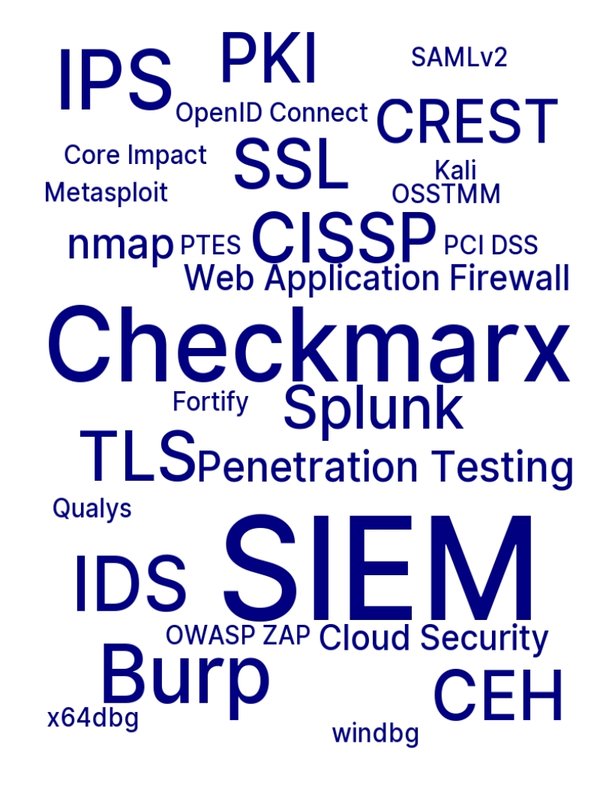 IPS
PKI
SAMLv2
OpenID Connect
CREST
Core Impact
SSL
Kali
Metasploit
OSSTMM
nmap
PTES
CISSP
PCI DSS
Web Application Firewall
Checkmarx
Fortify
Splunk
TLS
Penetration Testing
Qualys
SIEM
IDS
OWASP ZAP
Cloud Security
Burp
CEH
x64dbg
windbg